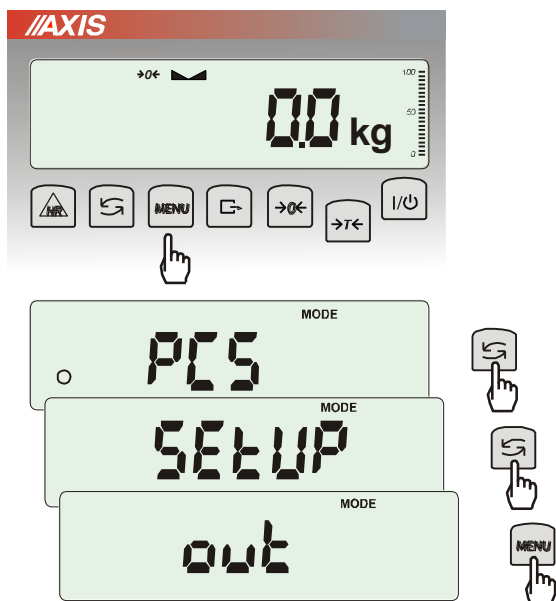 //AXIS
→0←
100
50
0
0.0 kg
HR
MENU
→0←
→T←
I/⏻
MODE
PCS
MODE
SEtUP
MODE
out
MENU